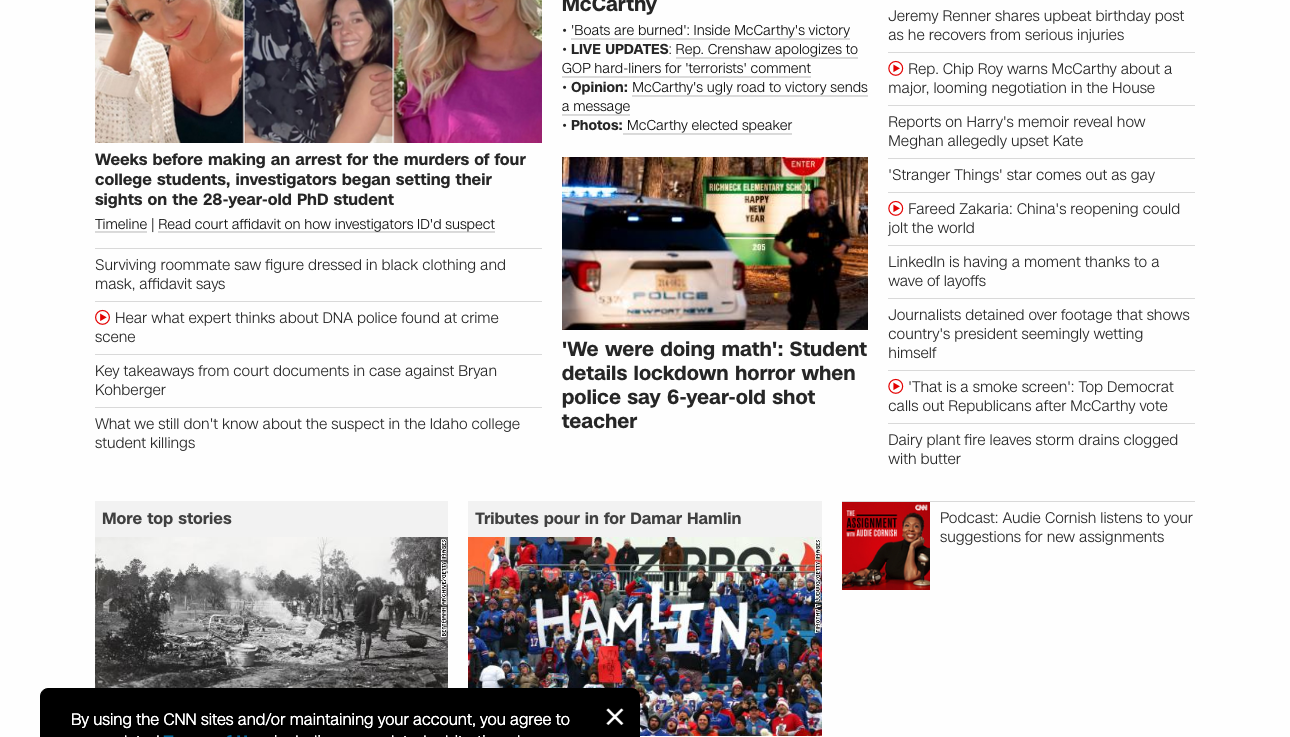 Weeks before making an arrest for the murders of four
college students, investigators began setting their
sights on the 28-year-old PhD student
Timeline | Read court affidavit on how investigators ID'd suspect
Surviving roommate saw figure dressed in black clothing and
mask, affidavit says
Hear what expert thinks about DNA police found at crime
scene
Key takeaways from court documents in case against Bryan
Kohberger
What we still don't know about the suspect in the Idaho college
student killings
McCarthy
• 'Boats are burned': Inside McCarthy's victory
• LIVE UPDATES: Rep. Crenshaw apologizes to
GOP hard-liners for 'terrorists' comment
• Opinion: McCarthy's ugly road to victory sends
a message
• Photos: McCarthy elected speaker
ENTER
RICHNECK ELEMENTARY SCHOOL
HAPPY
NEW
YEAR
205
POLICE
NEWPORT NEWS
'We were doing math': Student
details lockdown horror when
police say 6-year-old shot
teacher
Jeremy Renner shares upbeat birthday post
as he recovers from serious injuries
Rep. Chip Roy warns McCarthy about a
major, looming negotiation in the House
Reports on Harry's memoir reveal how
Meghan allegedly upset Kate
'Stranger Things' star comes out as gay
Fareed Zakaria: China's reopening could
jolt the world
LinkedIn is having a moment thanks to a
wave of layoffs
Journalists detained over footage that shows
country's president seemingly wetting
himself
'That is a smoke screen': Top Democrat
calls out Republicans after McCarthy vote
Dairy plant fire leaves storm drains clogged
with butter
More top stories
Tributes pour in for Damar Hamlin
HAMLIN 3
17
CNN
THE
ASSIGNMENT
WITH AUDIE CORNISH
Podcast: Audie Cornish listens to your
suggestions for new assignments
By using the CNN sites and/or maintaining your account, you agree to